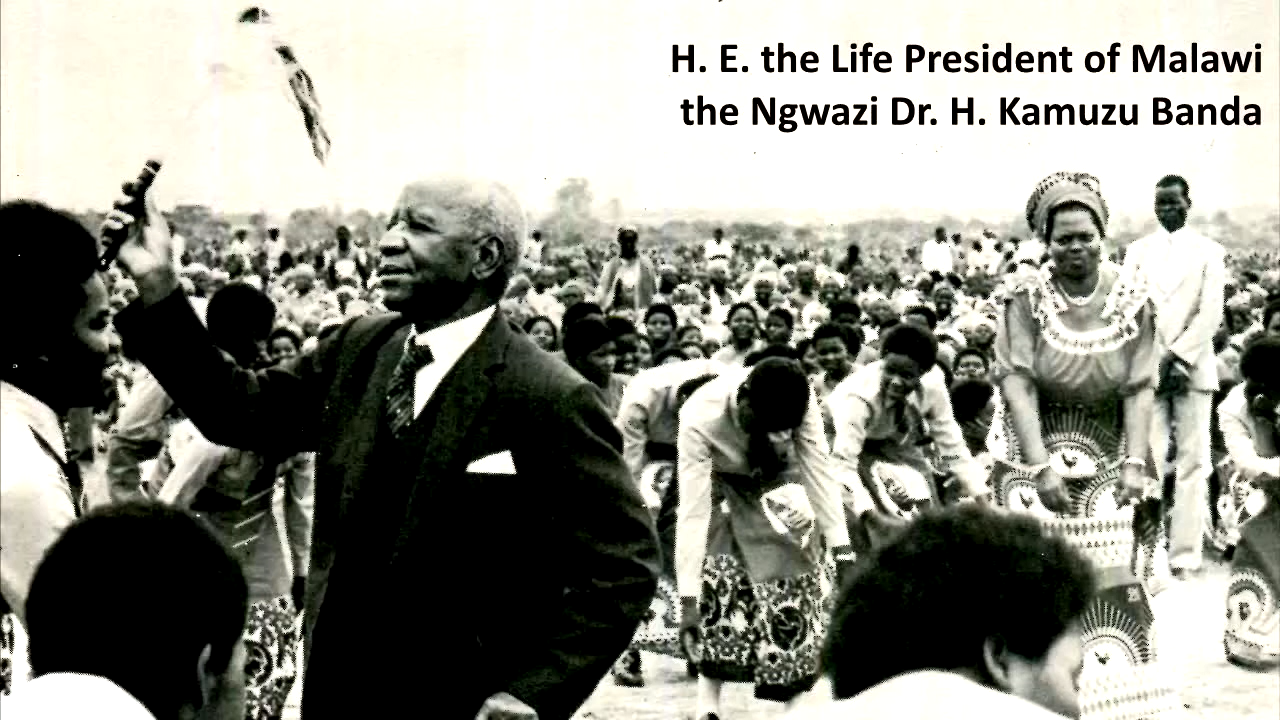 H. E. the Life President of Malawi
the Ngwazi Dr. H. Kamuzu Banda